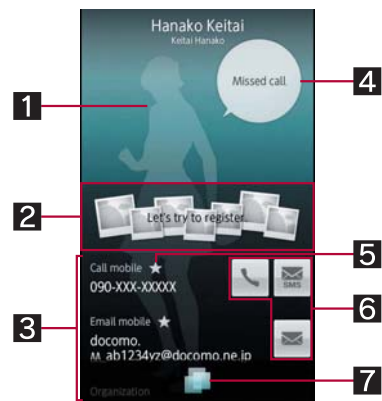 Hanako Keitai
Keitai Hanako
Missed call
4
1
Let's try to register.
2
Call mobile ★
5
090-XXX-XXXXX
SMS
6
3
Email mobile ★
docomo.
ab1234yz@docomo.ne.jp
7
Organization